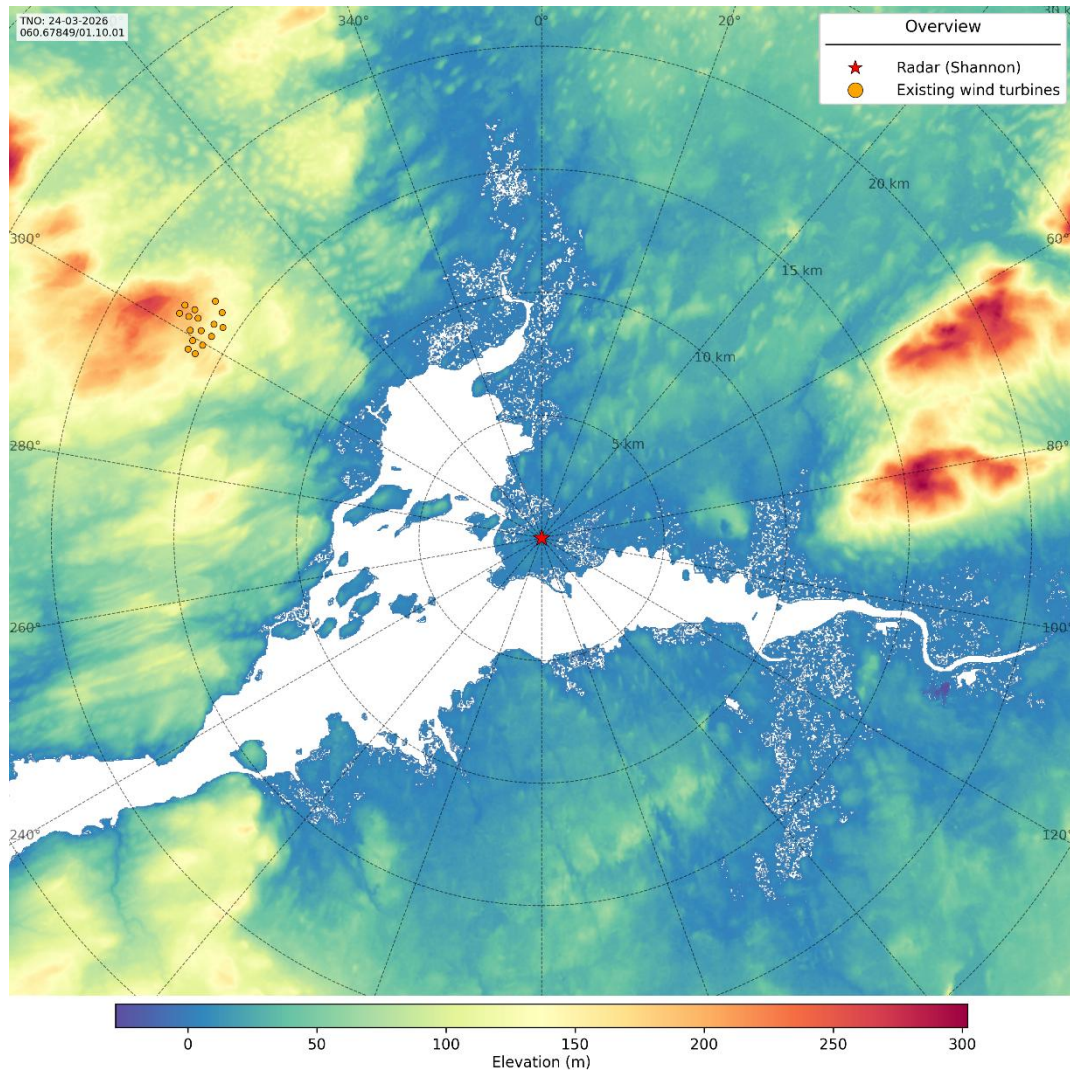 TNO: 24-03-2026
060.67849/01.10.01
340°
0°
20°
Overview
Radar (Shannon)
Existing wind turbines
20 km
300°
60°
15 km
10 km
280°
5 km
80°
260°
100°
240°
120°
0
50
100
150
200
250
300
Elevation (m)